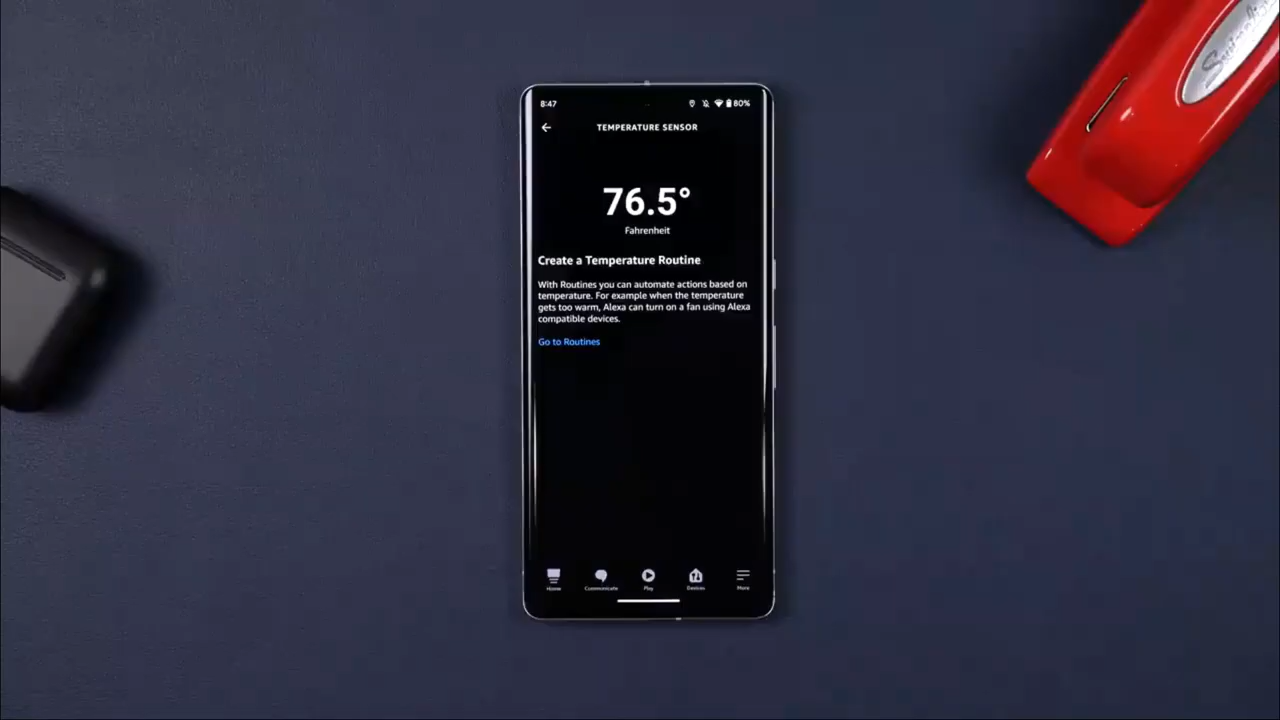 8:47
80%
TEMPERATURE SENSOR
76.5°
Fahrenheit
Create a Temperature Routine
With Routines you can automate actions based on
temperature. For example when the temperature
gets too warm, Alexa can turn on a fan using Alexa
compatible devices.
Go to Routines
Home Communicate Play Devices More